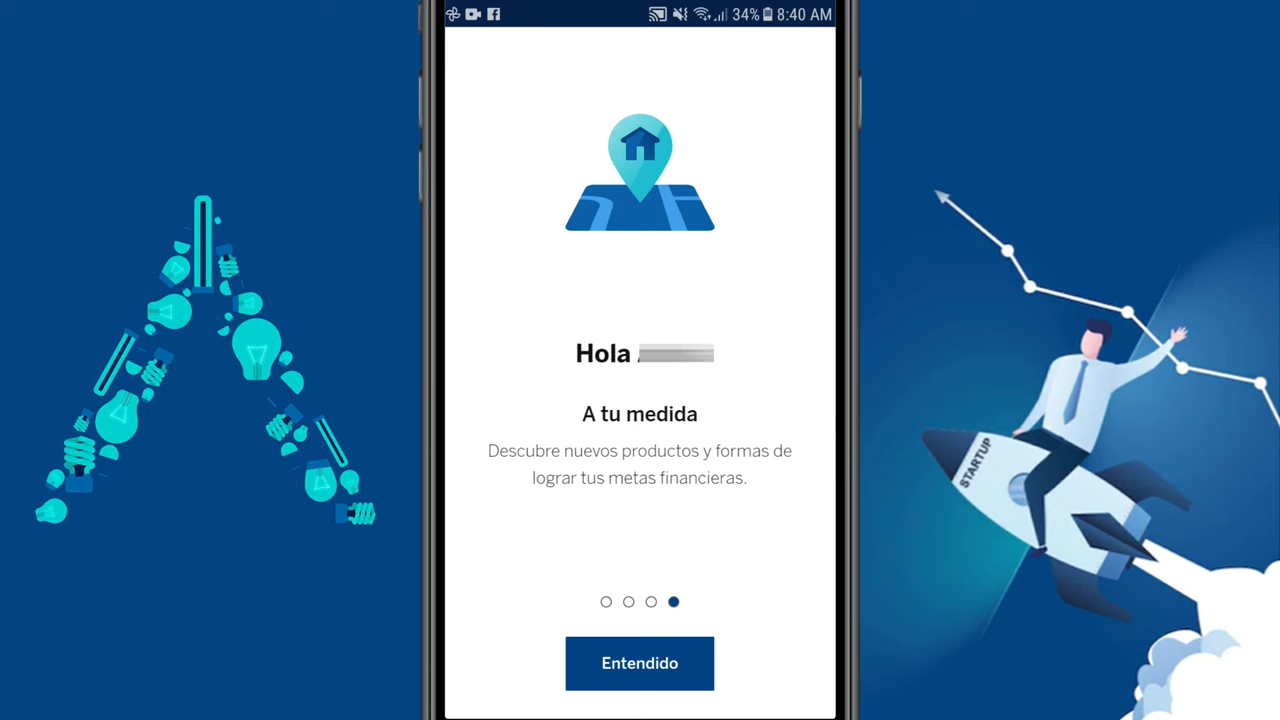 34% 8:40 AM
Hola
A tu medida
Descubre nuevos productos y formas de
lograr tus metas financieras.
Entendido
STARTUP